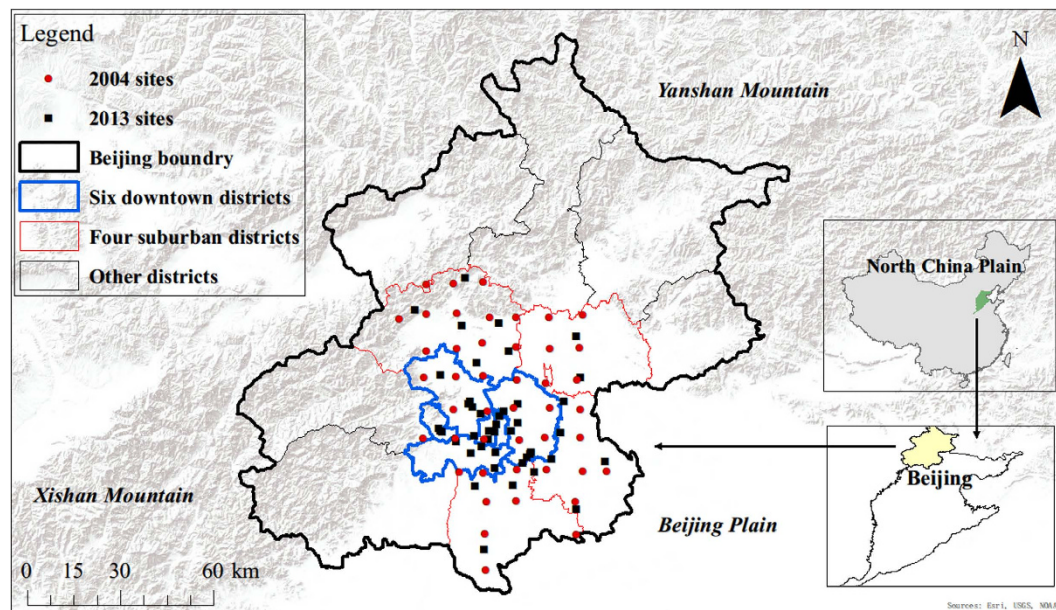 Legend
2004 sites
2013 sites
Beijing boundry
Six downtown districts
Four suburban districts
Other districts
Yanshan Mountain
N
North China Plain
Beijing
Xishan Mountain
Beijing Plain
0 15 30 60 km
Sources: Esri, USGS, NOAA